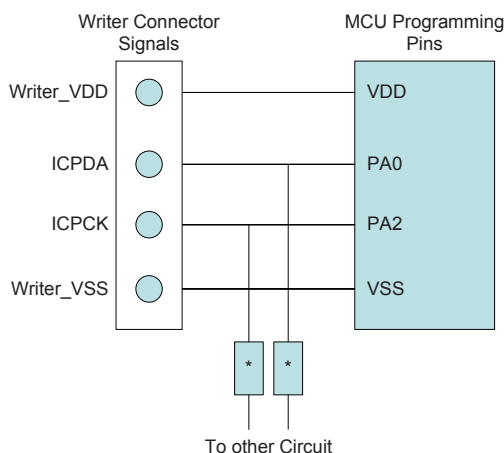 Writer Connector
Signals
MCU Programming
Pins
Writer_VDD
VDD
ICPDA
PA0
ICPCK
PA2
Writer_VSS
VSS
*
*
To other Circuit